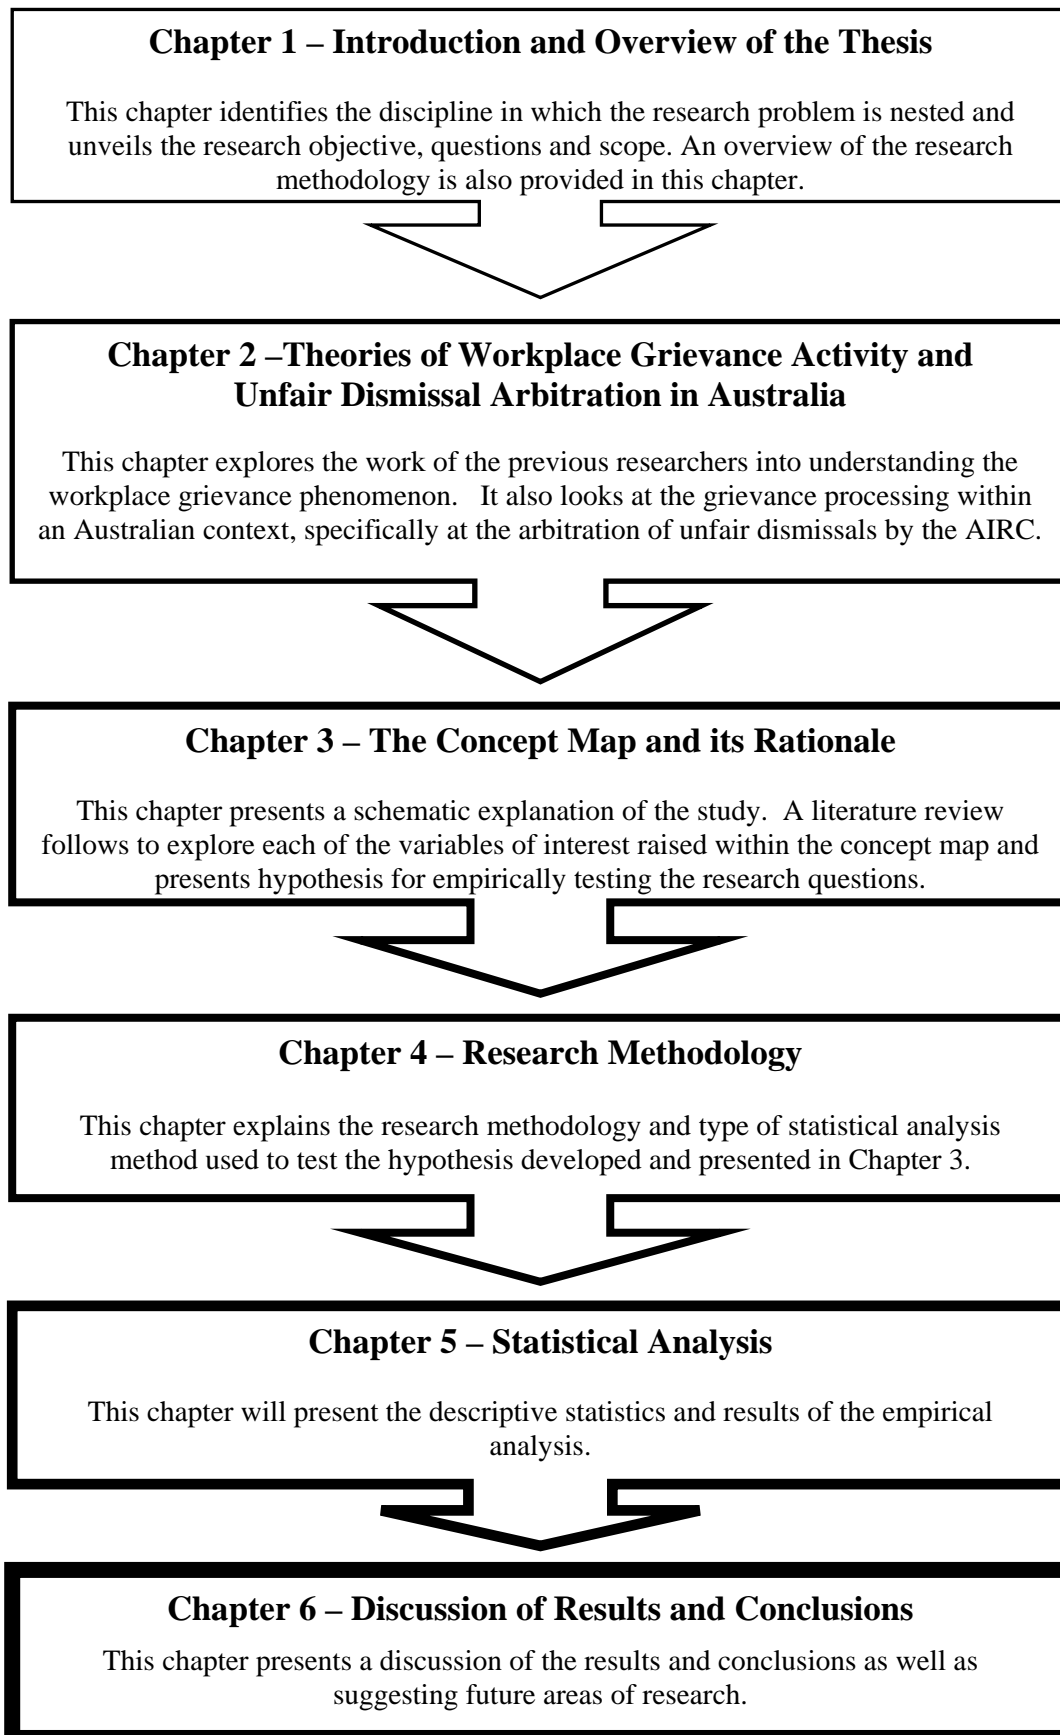 Chapter 1 – Introduction and Overview of the Thesis
This chapter identifies the discipline in which the research problem is nested and
unveils the research objective, questions and scope. An overview of the research
methodology is also provided in this chapter.
Chapter 2 –Theories of Workplace Grievance Activity and
Unfair Dismissal Arbitration in Australia
This chapter explores the work of the previous researchers into understanding the
workplace grievance phenomenon.   It also looks at the grievance processing within
an Australian context, specifically at the arbitration of unfair dismissals by the AIRC.
Chapter 3 – The Concept Map and its Rationale
This chapter presents a schematic explanation of the study.  A literature review
follows to explore each of the variables of interest raised within the concept map and
presents hypothesis for empirically testing the research questions.
Chapter 4 – Research Methodology
This chapter explains the research methodology and type of statistical analysis
method used to test the hypothesis developed and presented in Chapter 3.
Chapter 5 – Statistical Analysis
This chapter will present the descriptive statistics and results of the empirical
analysis.
Chapter 6 – Discussion of Results and Conclusions
This chapter presents a discussion of the results and conclusions as well as
suggesting future areas of research.